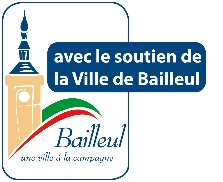 avec le soutien de
la Ville de Bailleul
Bailleul
une ville à la campagne